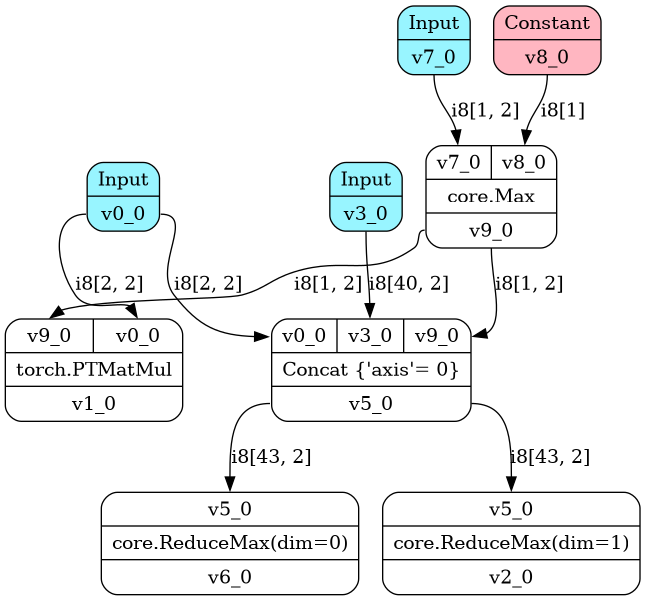 Input
v7_0
Constant
v8_0
i8[1, 2]
i8[1]
Input
v0_0
Input
v3_0
v7_0
v8_0
core.Max
v9_0
i8[2, 2]
i8[2, 2]
i8[1, 2]
i8[40, 2]
i8[1, 2]
v9_0
v0_0
torch.PTMatMul
v1_0
v0_0
v3_0
v9_0
Concat {'axis'= 0}
v5_0
i8[43, 2]
i8[43, 2]
v5_0
core.ReduceMax(dim=0)
v6_0
v5_0
core.ReduceMax(dim=1)
v2_0